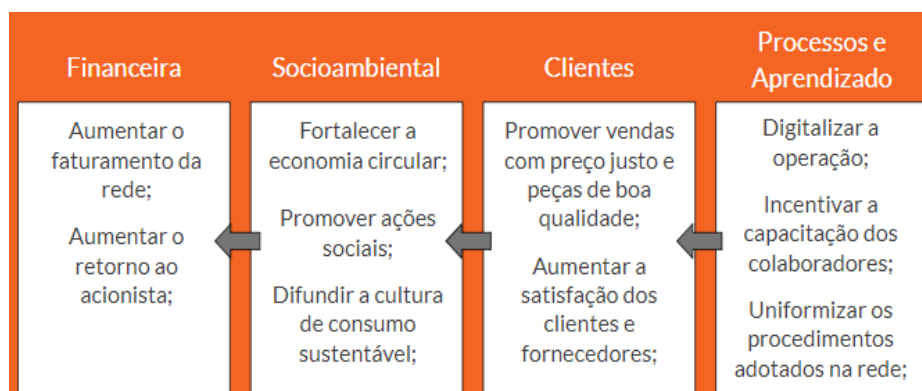 Financeira
Aumentar o
faturamento da
rede;
Aumentar o
retorno ao
acionista;
Socioambiental
Fortalecer a
economia circular;
Promover ações
sociais;
Difundir a cultura
de consumo
sustentável;
Clientes
Promover vendas
com preço justo e
peças de boa
qualidade;
Aumentar a
satisfação dos
clientes e
fornecedores;
Processos e
Aprendizado
Digitalizar a
operação;
Incentivar a
capacitação dos
colaboradores;
Uniformizar os
procedimentos
adotados na rede;